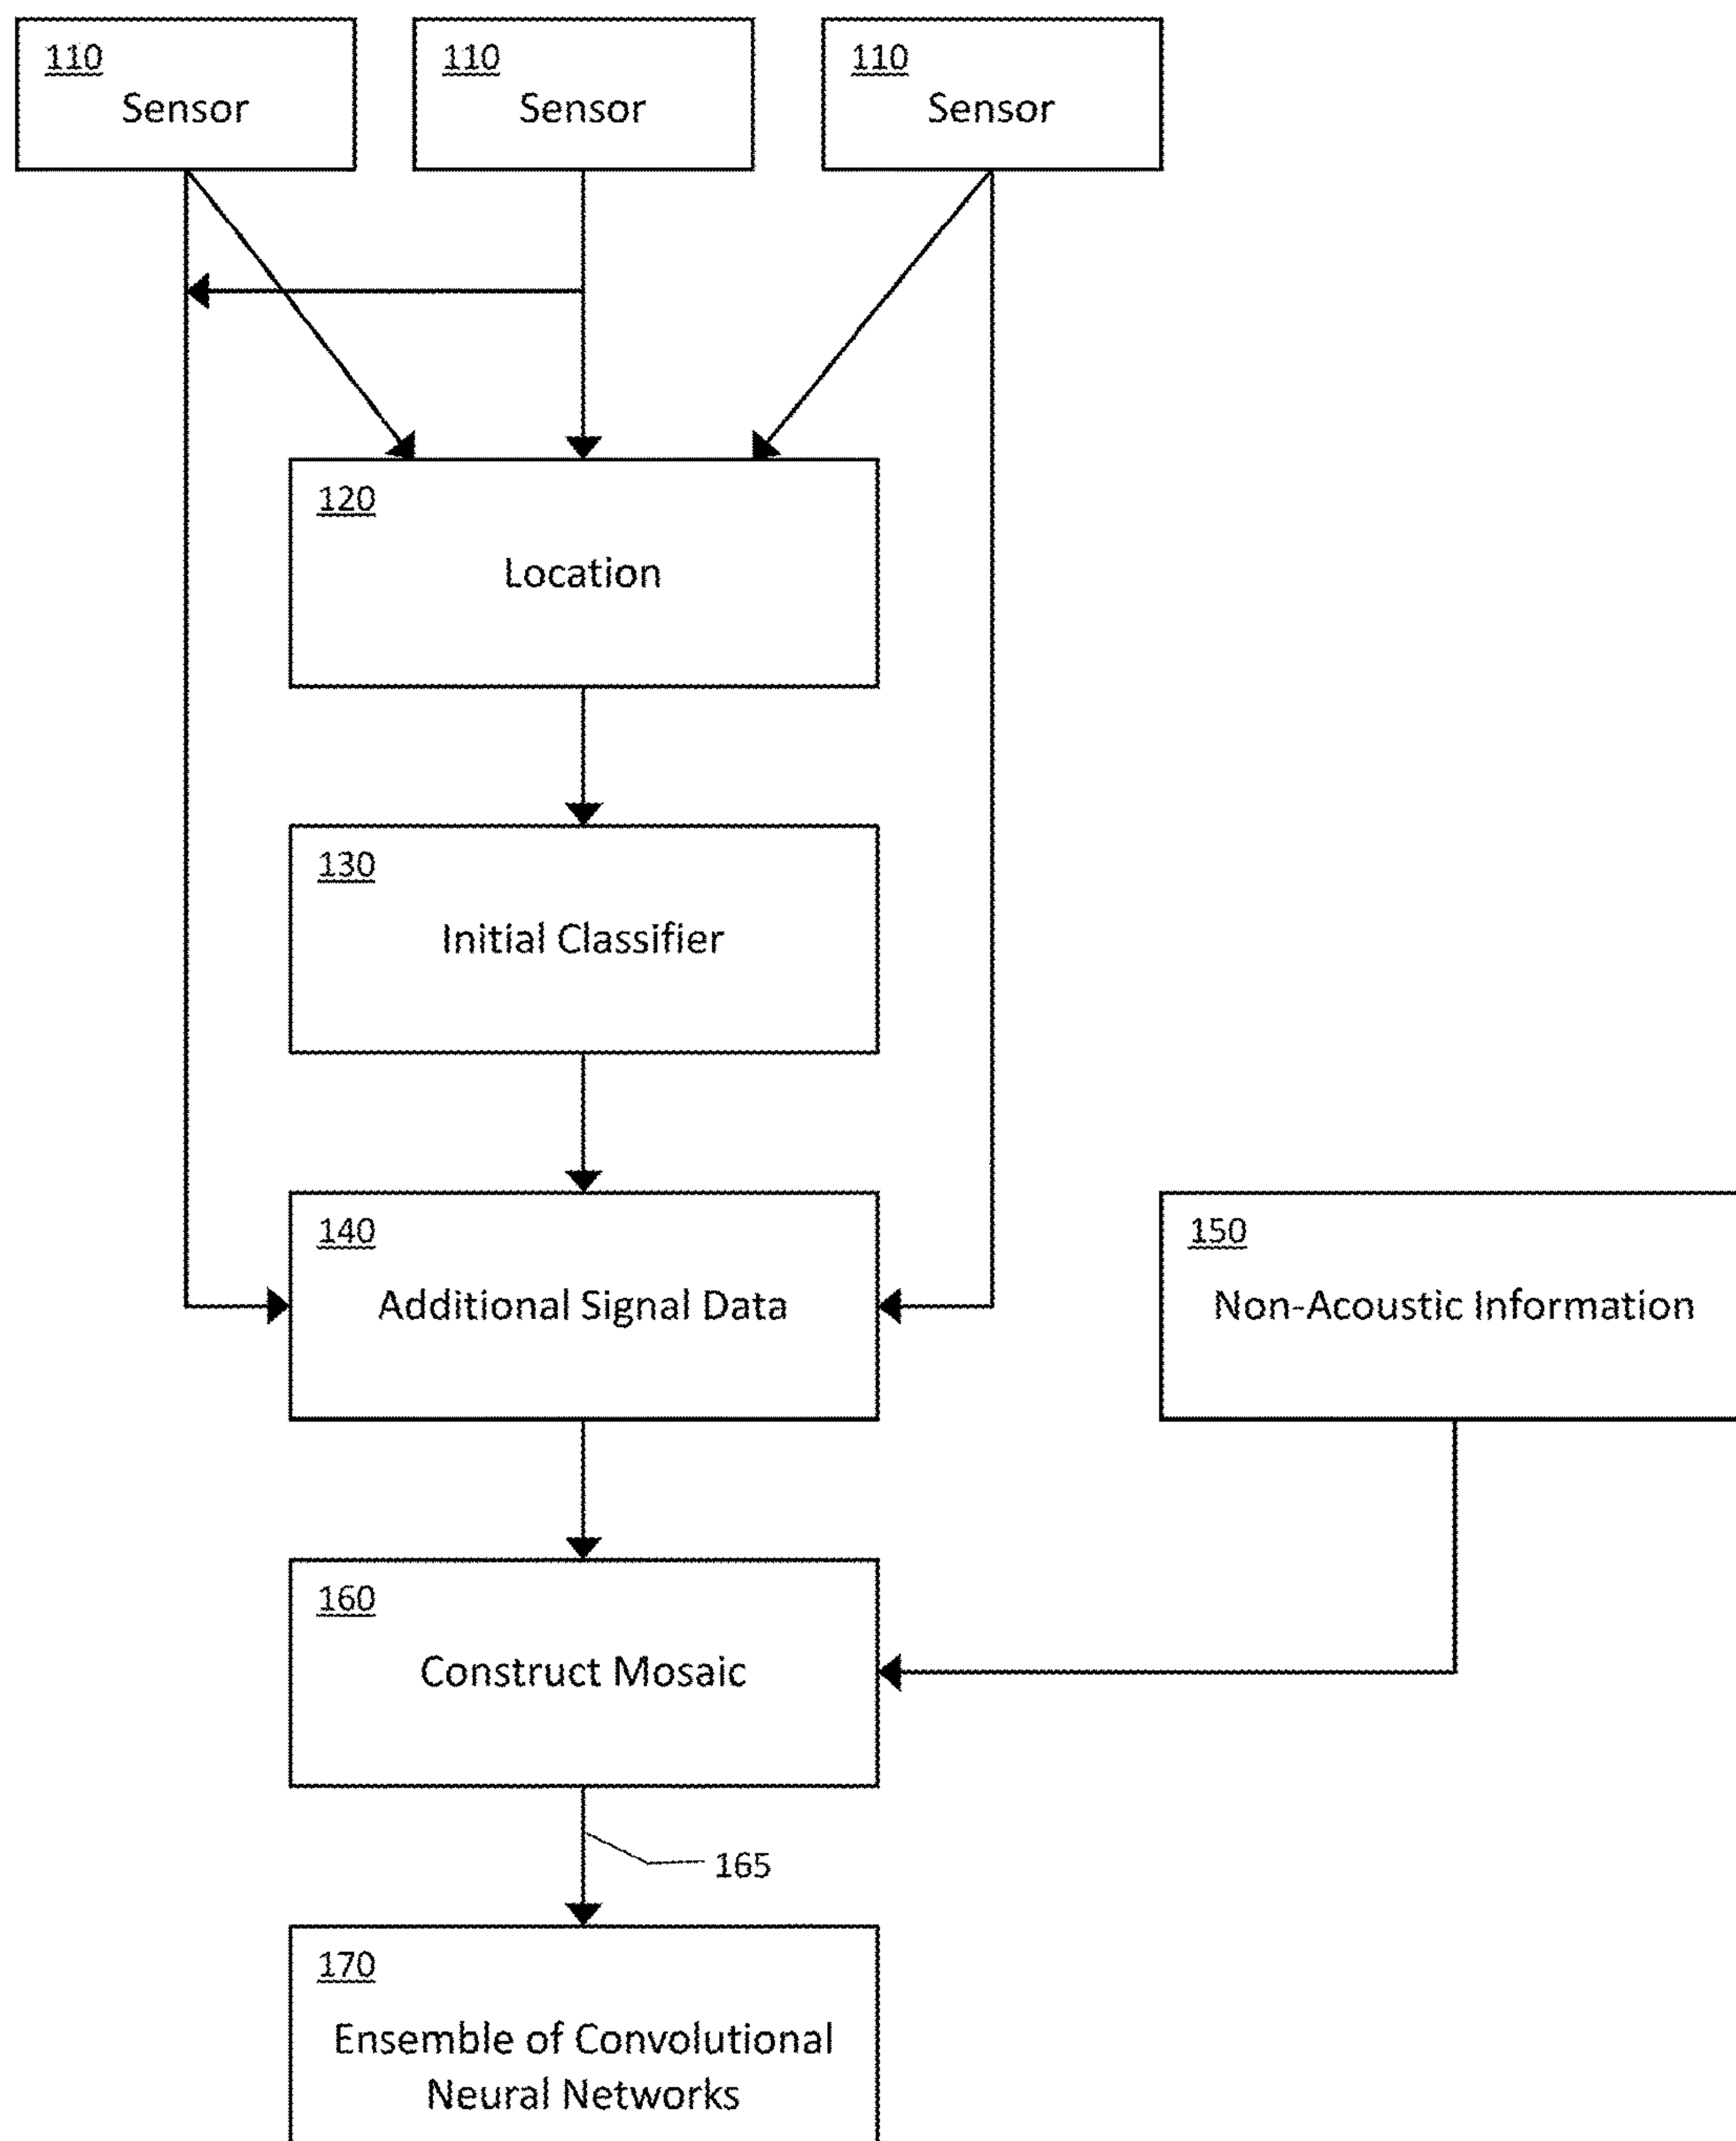 110
Sensor
110
Sensor
110
Sensor
120
Location
130
Initial Classifier
140
Additional Signal Data
150
Non-Acoustic Information
160
Construct Mosaic
165
170
Ensemble of Convolutional
Neural Networks